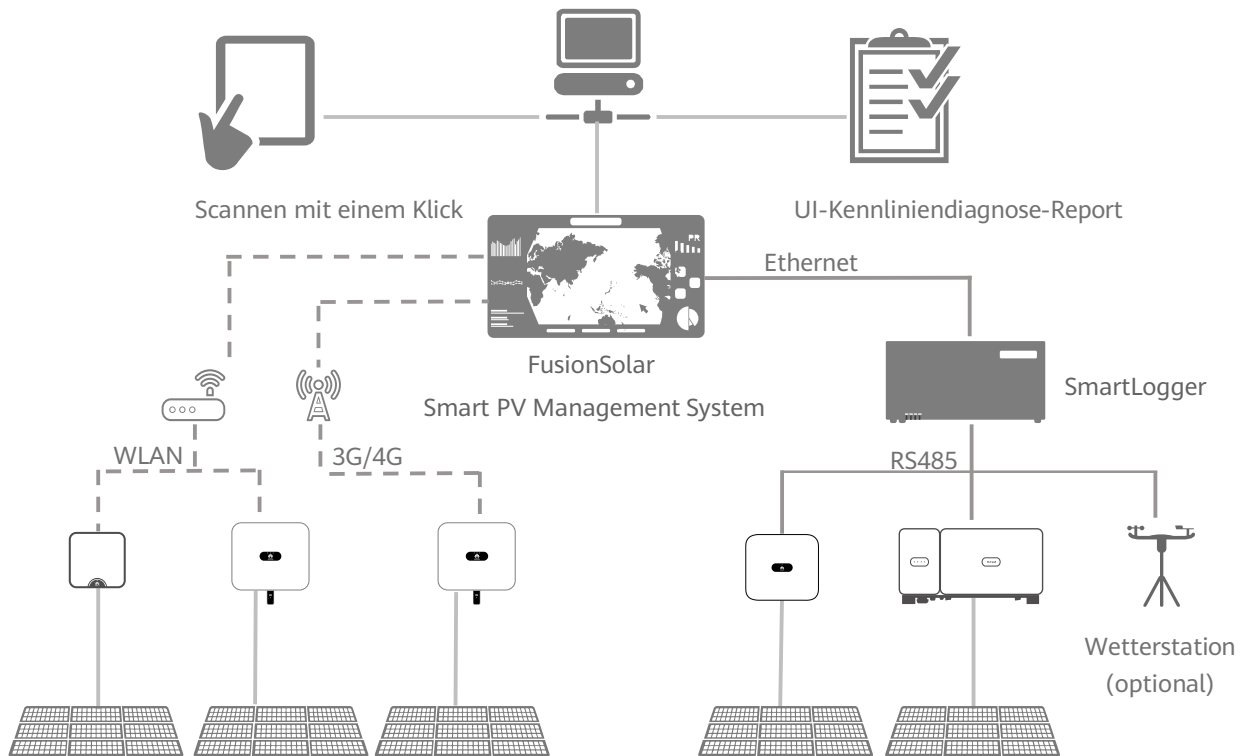 Scannen mit einem Klick
UI-Kennliniendiagnose-Report
PR
Ethernet
FusionSolar
Smart PV Management System
SmartLogger
WLAN
3G/4G
RS485
Wetterstation
(optional)